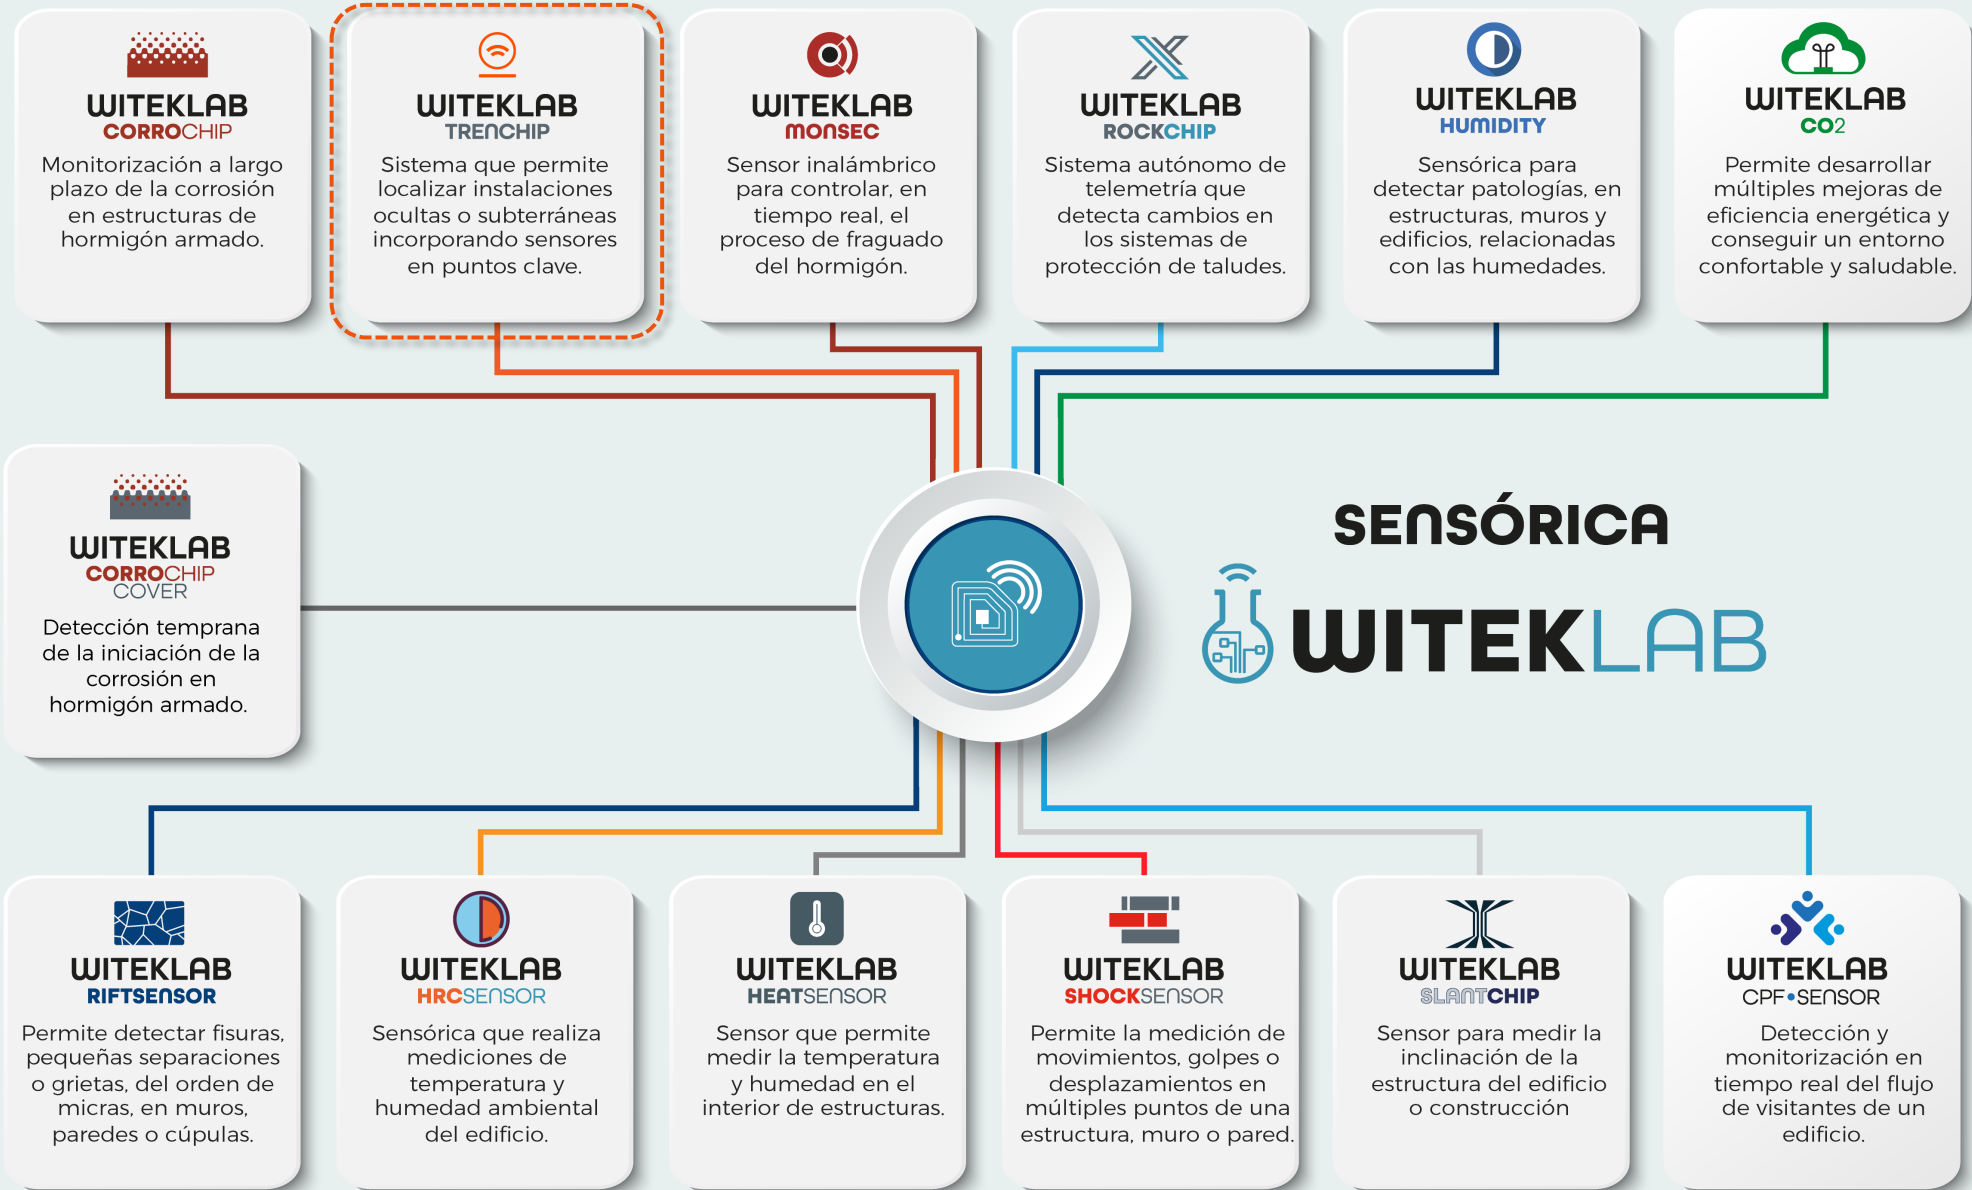 WITEKLAB
CORROCHIP
Monitorización a largo
plazo de la corrosión
en estructuras de
hormigón armado.
WITEKLAB
TRENCHIP
Sistema que permite
localizar instalaciones
ocultas o subterráneas
incorporando sensores
en puntos clave.
WITEKLAB
MONSEC
Sensor inalámbrico
para controlar, en
tiempo real, el
proceso de fraguado
del hormigón.
WITEKLAB
ROCKCHIP
Sistema autónomo de
telemetría que
detecta cambios en
los sistemas de
protección de taludes.
WITEKLAB
HUMIDITY
Sensórica para
detectar patologías, en
estructuras, muros y
edificios, relacionadas
con las humedades.
WITEKLAB
CO2
Permite desarrollar
múltiples mejoras de
eficiencia energética y
conseguir un entorno
confortable y saludable.
WITEKLAB
CORROCHIP
COVER
Detección temprana
de la iniciación de la
corrosión en
hormigón armado.
SENSÓRICA
WITEKLAB
WITEKLAB
RIFTSENSOR
Permite detectar fisuras,
pequeñas separaciones
o grietas, del orden de
micras, en muros,
paredes o cúpulas.
WITEKLAB
HRCSENSOR
Sensórica que realiza
mediciones de
temperatura y
humedad ambiental
del edificio.
WITEKLAB
HEATSENSOR
Sensor que permite
medir la temperatura
y humedad en el
interior de estructuras.
WITEKLAB
SHOCKSENSOR
Permite la medición de
movimientos, golpes o
desplazamientos en
múltiples puntos de una
estructura, muro o pared.
WITEKLAB
SLANTCHIP
Sensor para medir la
inclinación de la
estructura del edificio
o construcción
WITEKLAB
CPF•SENSOR
Detección y
monitorización en
tiempo real del flujo
de visitantes de un
edificio.